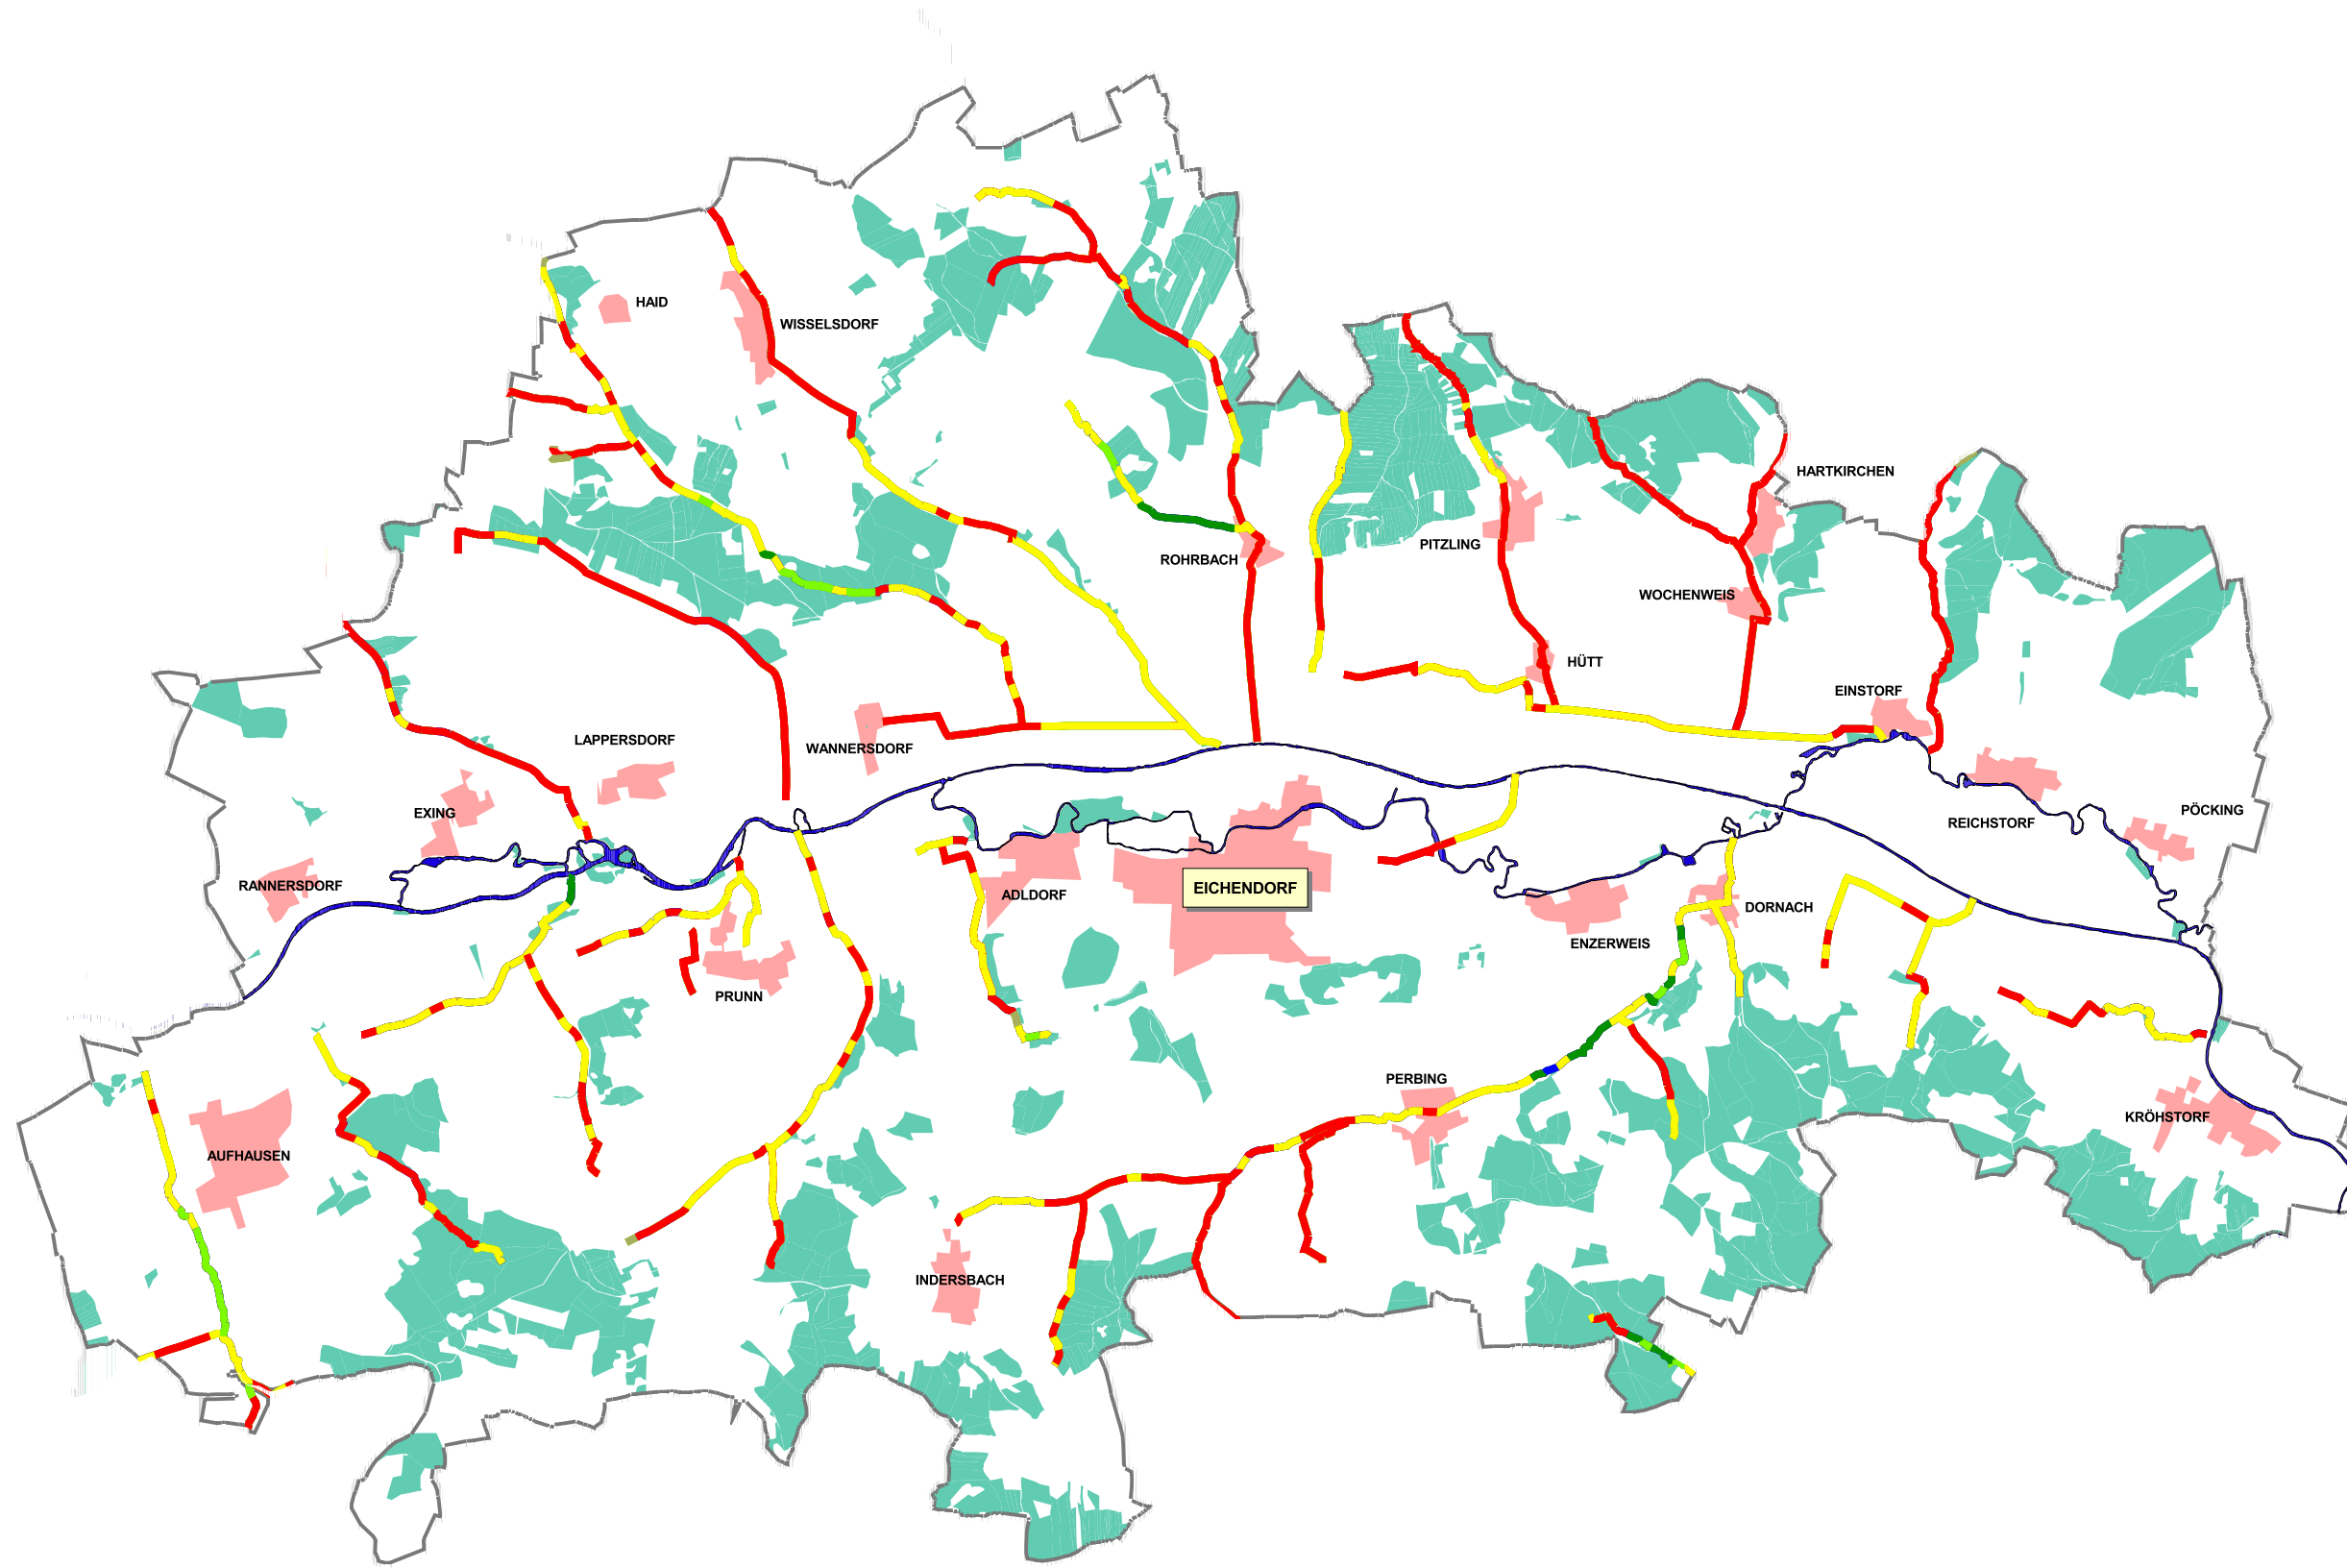 HAID
WISSELSDORF
HARTKIRCHEN
PITZLING
ROHRBACH
WOCHENWEIS
HÜTT
EINSTORF
LAPPERSDORF
WANNERSDORF
EXING
PÖCKING
REICHSTORF
RANNERSDORF
EICHENDORF
ADLDORF
DORNACH
ENZERWEIS
PRUNN
PERBING
KRÖHSTORF
AUFHAUSEN
INDERSBACH